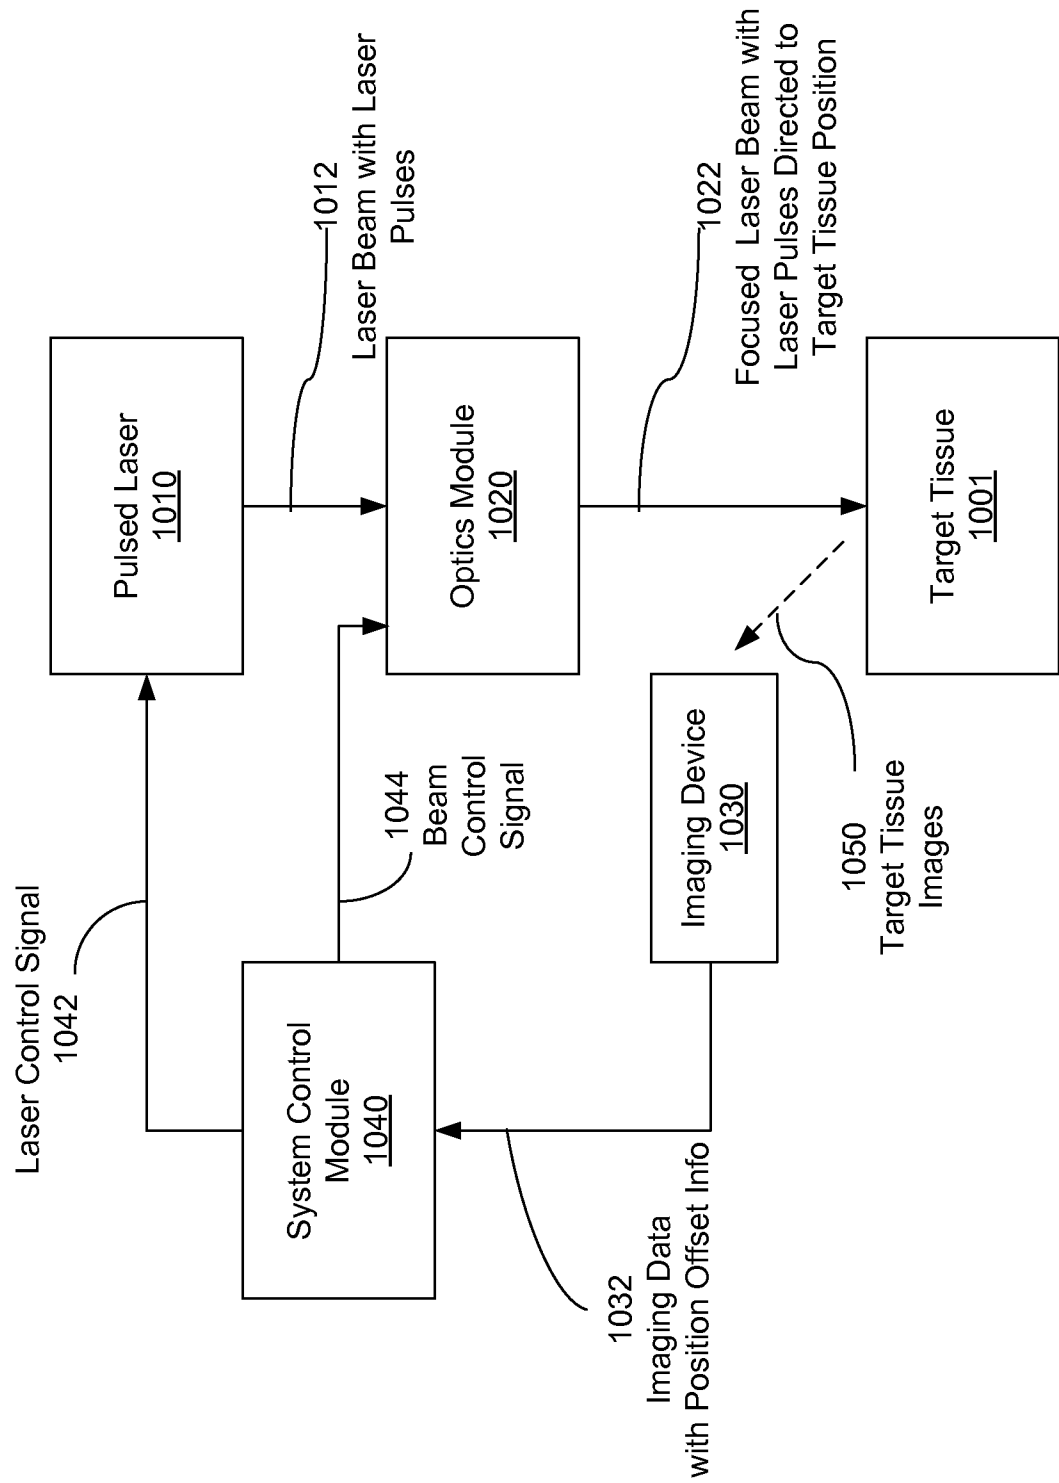 Laser Control Signal
1042
Pulsed Laser
1010
1012
Laser Beam with Laser
Pulses
System Control
Module
1040
1044
Beam
Control
Signal
Optics Module
1020
1032
Imaging Data
with Position Offset Info
Imaging Device
1030
1022
Focused Laser Beam with
Laser Pulses Directed to
Target Tissue Position
1050
Target Tissue
Images
Target Tissue
1001